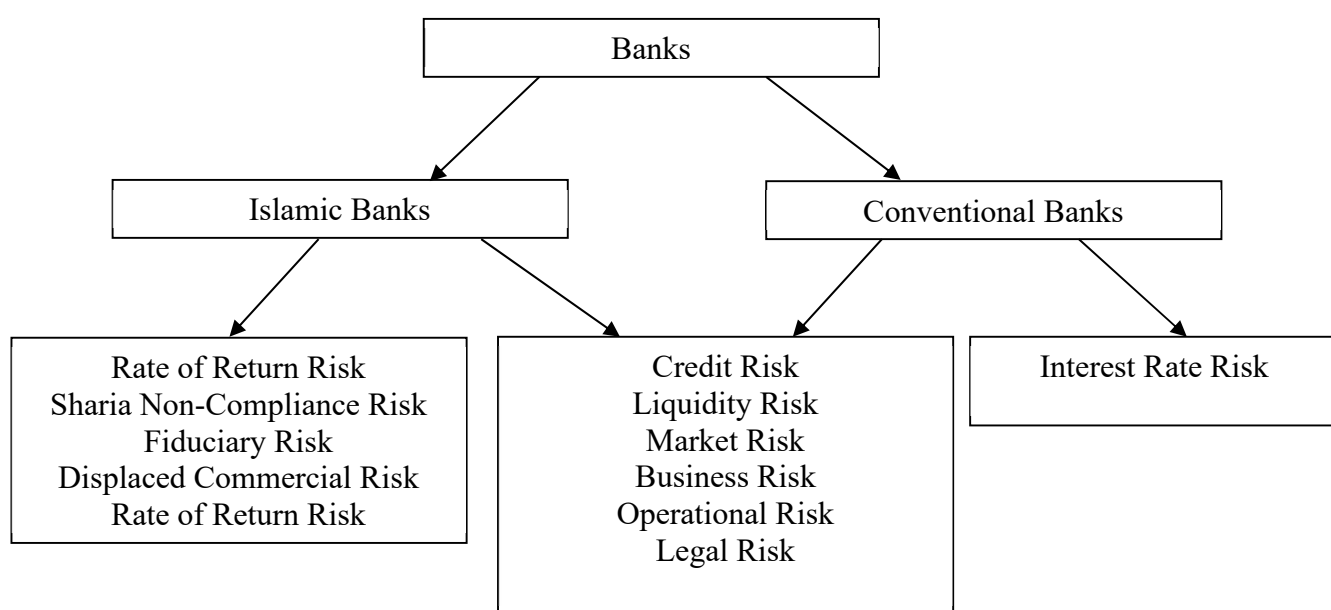 Banks
Islamic Banks
Conventional Banks
Rate of Return Risk
Sharia Non-Compliance Risk
Fiduciary Risk
Displaced Commercial Risk
Rate of Return Risk
Credit Risk
Liquidity Risk
Market Risk
Business Risk
Operational Risk
Legal Risk
Interest Rate Risk